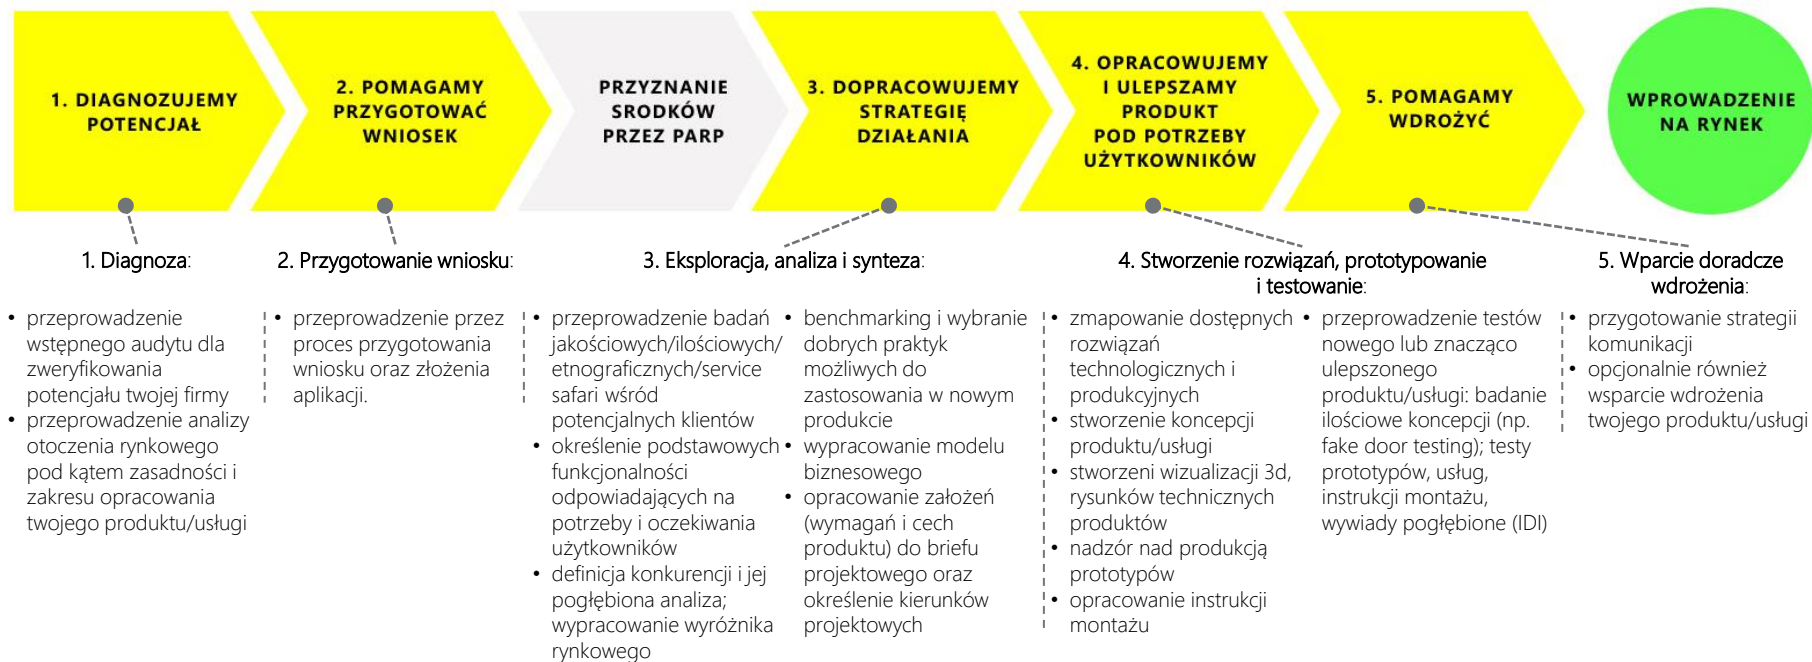 1. DIAGNOZUJEMY
POTENCJAŁ
2. POMAGAMY
PRZYGOTOWAĆ
WNIOSEK
PRZYZNANIE
SRODKÓW
PRZEZ PARP
3. DOPRACOWUJEMY
STRATEGIĘ
DZIAŁANIA
4. OPRACOWUJEMY
I ULEPSZAMY
PRODUKT
POD POTRZEBY
UŻYTKOWNIKÓW
5. POMAGAMY
WDROŻYĆ
WPROWADZENIE
NA RYNEK
1. Diagnoza:
• przeprowadzenie
wstępnego audytu dla
zweryfikowania
potencjału twojej firmy
• przeprowadzenie analizy
otoczenia rynkowego
pod kątem zasadności i
zakresu opracowania
twojego produktu/usługi
2. Przygotowanie wniosku:
• przeprowadzenie przez
proces przygotowania
wniosku oraz złożenia
aplikacji.
3. Eksploracja, analiza i synteza:
• przeprowadzenie badań
jakościowych/ilościowych/
etnograficznych/service
safari wśród
potencjalnych klientów
• określenie podstawowych
funkcjonalności
odpowiadających na
potrzeby i oczekiwania
użytkowników
• definicja konkurencji i jej
pogłębiona analiza;
wypracowanie wyróżnika
rynkowego
• benchmarking i wybranie
dobrych praktyk
możliwych do
zastosowania w nowym
produkcie
• wypracowanie modelu
biznesowego
• opracowanie założeń
(wymagań i cech
produktu) do briefu
projektowego oraz
określenie kierunków
projektowych
4. Stworzenie rozwiązań, prototypowanie
i testowanie:
• zmapowanie dostępnych
rozwiązań
technologicznych i
produkcyjnych
• stworzenie koncepcji
produktu/usługi
• stworzeni wizualizacji 3d,
rysunków technicznych
produktów
• nadzór nad produkcją
prototypów
• opracowanie instrukcji
montażu
• przeprowadzenie testów
nowego lub znacząco
ulepszonego
produktu/usługi: badanie
ilościowe koncepcji (np.
fake door testing); testy
prototypów, usług,
instrukcji montażu,
wywiady pogłębione (IDI)
5. Wparcie doradcze
wdrożenia:
• przygotowanie strategii
komunikacji
• opcjonalnie również
wsparcie wdrożenia
twojego produktu/usługi